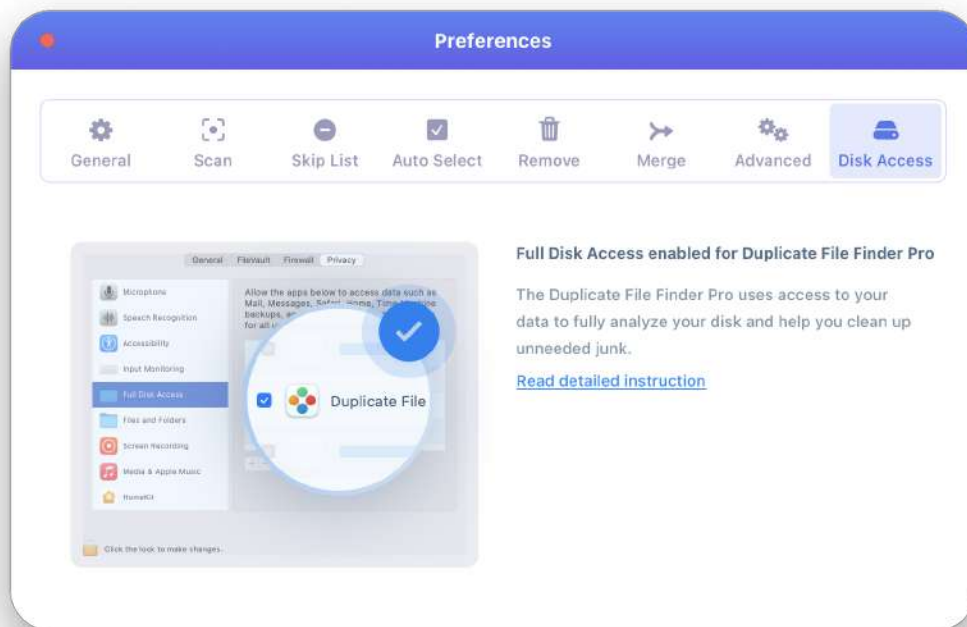 Preferences
General
Scan
Skip List
Auto Select
Remove
Merge
Advanced
Disk Access
General
FileVault
Firewall
Privacy
Microphone
Speech Recognition
Accessibility
Input Monitoring
Full Disk Access
Files and Folders
Screen Recording
Media & Apple Music
HomeKit
Allow the apps below to access data such as
Mail, Messages, Safari, Home, Time Machine
backups, an
for all u
Duplicate File
Click the lock to make changes.
Full Disk Access enabled for Duplicate File Finder Pro
The Duplicate File Finder Pro uses access to your
data to fully analyze your disk and help you clean up
unneeded junk.
Read detailed instruction